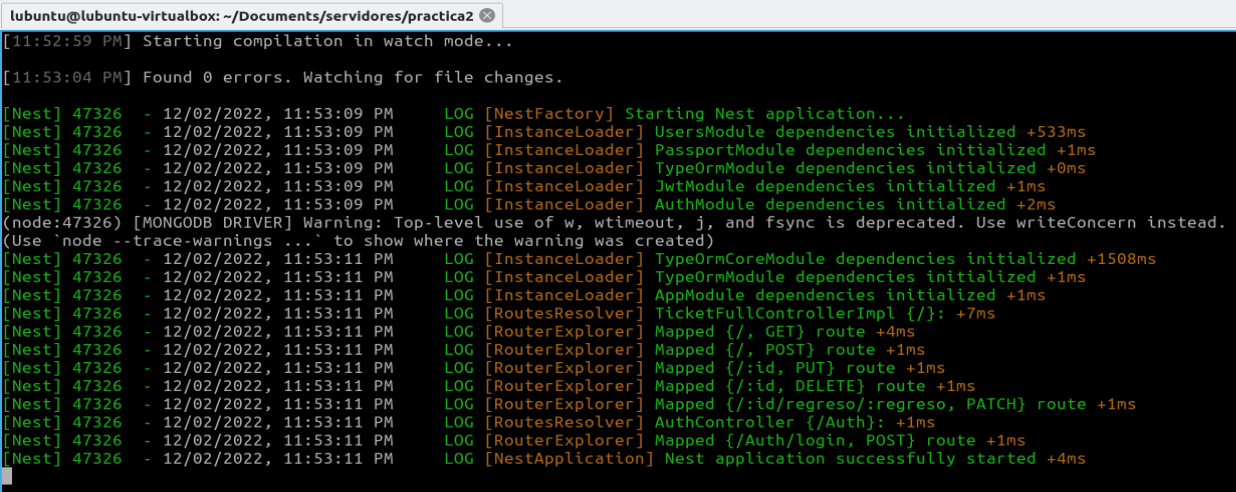 lubuntu@lubuntu-virtualbox: ~/Documents/servidores/practica2
[11:52:59 PM] Starting compilation in watch mode...
[11:53:04 PM] Found 0 errors. Watching for file changes.
[Nest] 47326  - 12/02/2022, 11:53:09 PM     LOG [NestFactory] Starting Nest application...
[Nest] 47326  - 12/02/2022, 11:53:09 PM     LOG [InstanceLoader] UsersModule dependencies initialized +533ms
[Nest] 47326  - 12/02/2022, 11:53:09 PM     LOG [InstanceLoader] PassportModule dependencies initialized +1ms
[Nest] 47326  - 12/02/2022, 11:53:09 PM     LOG [InstanceLoader] TypeOrmModule dependencies initialized +0ms
[Nest] 47326  - 12/02/2022, 11:53:09 PM     LOG [InstanceLoader] JwtModule dependencies initialized +1ms
[Nest] 47326  - 12/02/2022, 11:53:09 PM     LOG [InstanceLoader] AuthModule dependencies initialized +2ms
(node:47326) [MONGODB DRIVER] Warning: Top-level use of w, wtimeout, j, and fsync is deprecated. Use writeConcern instead.
(Use `node --trace-warnings ...` to show where the warning was created)
[Nest] 47326  - 12/02/2022, 11:53:11 PM     LOG [InstanceLoader] TypeOrmCoreModule dependencies initialized +1508ms
[Nest] 47326  - 12/02/2022, 11:53:11 PM     LOG [InstanceLoader] TypeOrmModule dependencies initialized +1ms
[Nest] 47326  - 12/02/2022, 11:53:11 PM     LOG [InstanceLoader] AppModule dependencies initialized +1ms
[Nest] 47326  - 12/02/2022, 11:53:11 PM     LOG [RoutesResolver] TicketFullControllerImpl {/}: +7ms
[Nest] 47326  - 12/02/2022, 11:53:11 PM     LOG [RouterExplorer] Mapped {/, GET} route +4ms
[Nest] 47326  - 12/02/2022, 11:53:11 PM     LOG [RouterExplorer] Mapped {/, POST} route +1ms
[Nest] 47326  - 12/02/2022, 11:53:11 PM     LOG [RouterExplorer] Mapped {/:id, PUT} route +1ms
[Nest] 47326  - 12/02/2022, 11:53:11 PM     LOG [RouterExplorer] Mapped {/:id, DELETE} route +1ms
[Nest] 47326  - 12/02/2022, 11:53:11 PM     LOG [RouterExplorer] Mapped {/:id/regreso/:regreso, PATCH} route +1ms
[Nest] 47326  - 12/02/2022, 11:53:11 PM     LOG [RoutesResolver] AuthController {/Auth}: +1ms
[Nest] 47326  - 12/02/2022, 11:53:11 PM     LOG [RouterExplorer] Mapped {/Auth/login, POST} route +1ms
[Nest] 47326  - 12/02/2022, 11:53:11 PM     LOG [NestApplication] Nest application successfully started +4ms